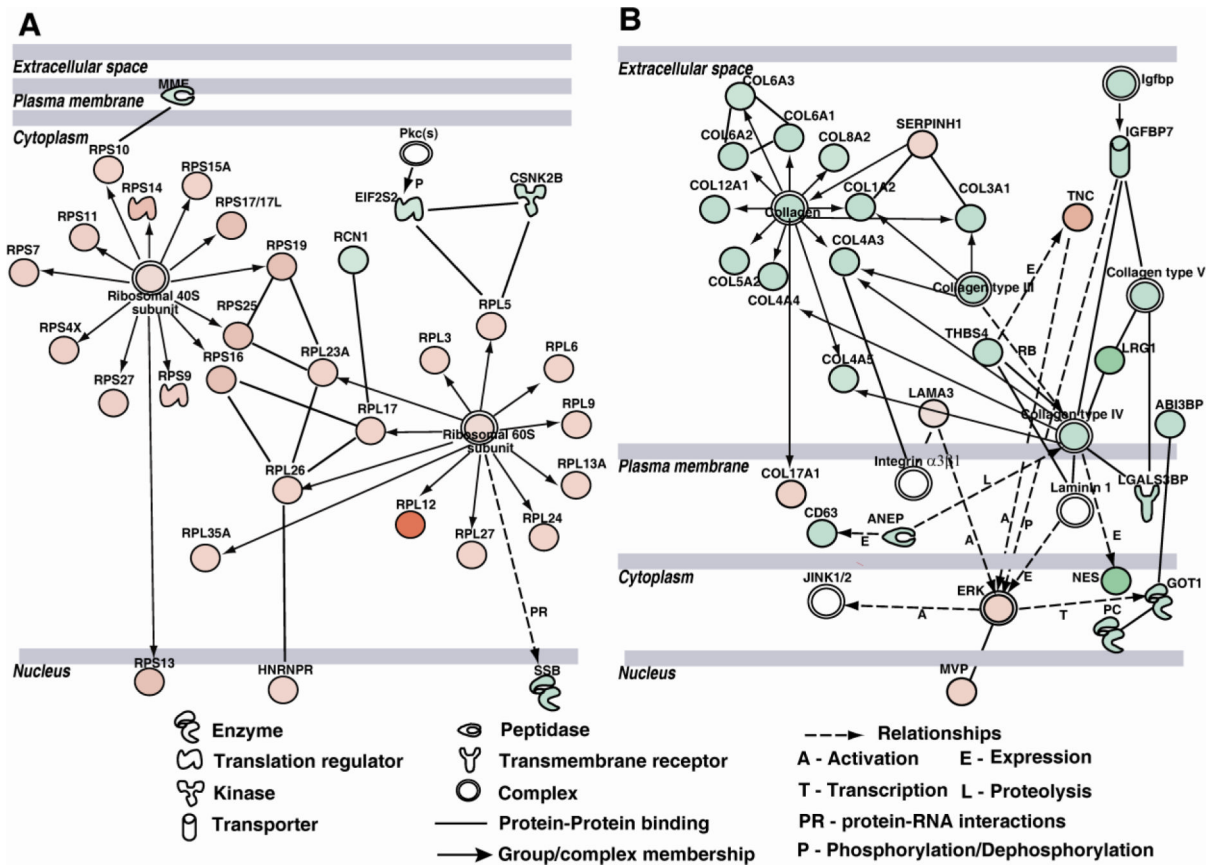 A
Extracellular space
MME
Plasma membrane
Cytoplasm
Pkc(s)
RPS10
RPS15A
P
CSNK2B
RPS14
EIF2S2
RPS17/17L
RPS11
RCN1
RPS7
RPS19
Ribosomal 40S
subunit
RPS25
RPL5
RPS4X
RPS16
RPL23A
RPL3
RPL6
RPS27
RPS9
RPL17
RPL9
Ribosomal 60S
subunit
RPL26
RPL13A
RPL12
RPL24
RPL35A
RPL27
PR
Nucleus
RPS13
HNRNPR
SSB
B
Extracellular space
COL6A3
Igfbp
COL6A1
SERPINH1
IGFBP7
COL6A2
COL8A2
COL12A1
COL1A2
COL3A1
TNC
Collagen
COL4A3
E
Collagen type V
COL5A2
COL4A4
Collagen type III
THBS4
RB
LRG1
COL4A5
LAMA3
Collagen type IV
ABI3BP
Plasma membrane
Integrin α3β1
COL17A1
L
Laminin 1
LGALS3BP
CD63
ANEP
E
A
A
P
E
Cytoplasm
JINK1/2
ERK
E
NES
GOT1
A
T
PC
Nucleus
MVP
Enzyme
Translation regulator
Kinase
Transporter
Peptidase
Transmembrane receptor
Complex
Protein-Protein binding
Group/complex membership
Relationships
A - Activation E - Expression
T - Transcription L - Proteolysis
PR - protein-RNA interactions
P - Phosphorylation/Dephosphorylation